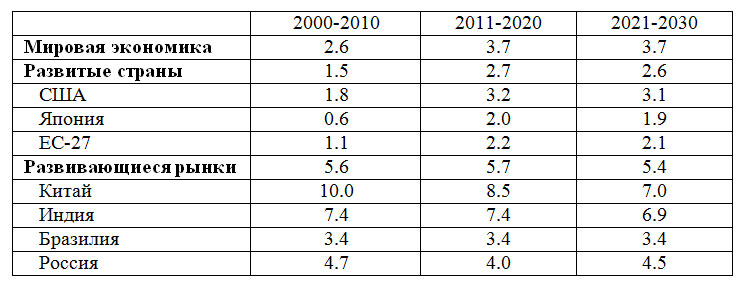 2000-2010 2011-2020 2021-2030
Мировая экономика 2.6 3.7 3.7
Развитые страны 1.5 2.7 2.6
США 1.8 3.2 3.1
Япония 0.6 2.0 1.9
ЕС-27 1.1 2.2 2.1
Развивающиеся рынки 5.6 5.7 5.4
Китай 10.0 8.5 7.0
Индия 7.4 7.4 6.9
Бразилия 3.4 3.4 3.4
Россия 4.7 4.0 4.5